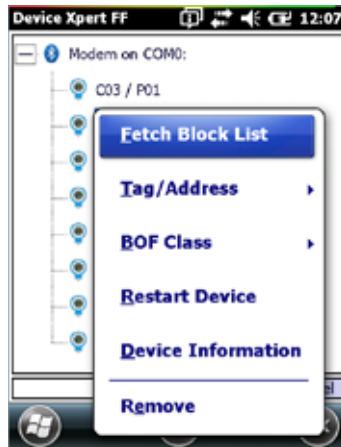 Device Xpert FF 12:07
Modem on COM0:
C03 / P01
Fetch Block List
Tag/Address
BOF Class
Restart Device
Device Information
Remove